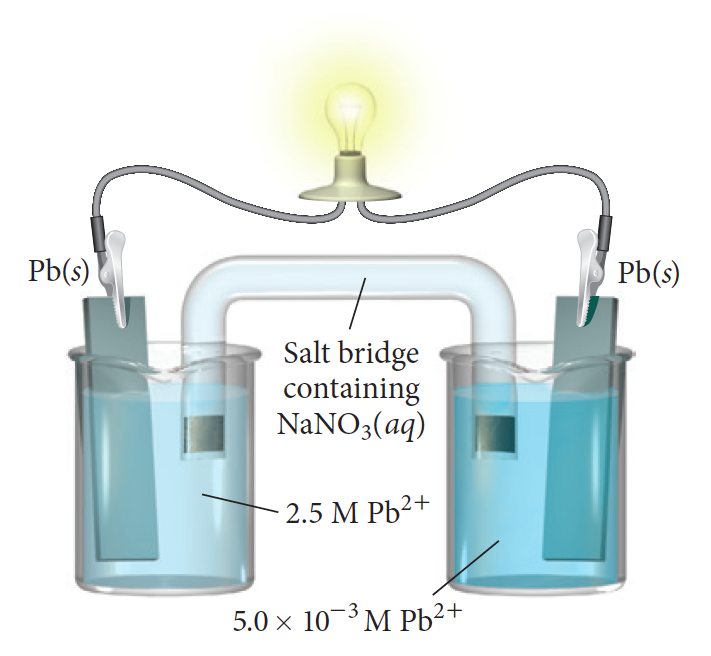 Pb(s)
Pb(s)
Salt bridge
containing
NaNO₃(aq)
2.5 M Pb²⁺
5.0 × 10⁻³ M Pb²⁺